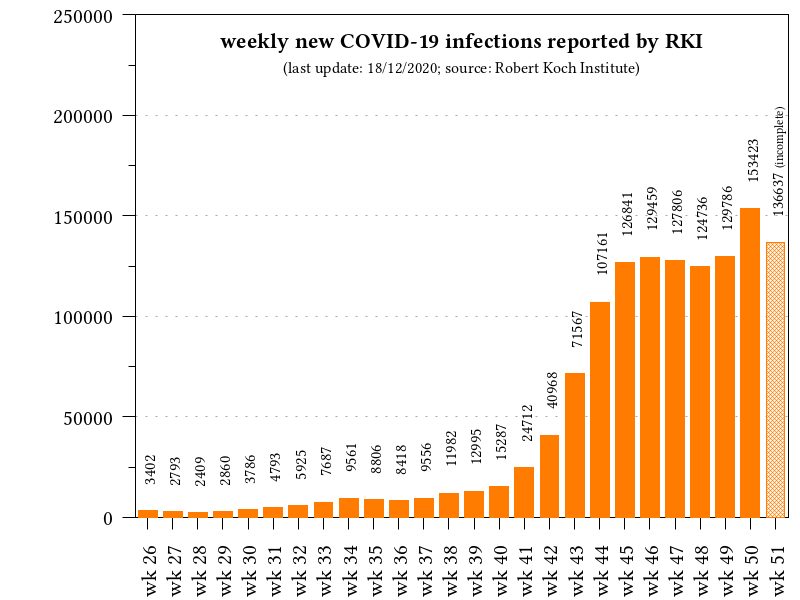 weekly new COVID-19 infections reported by RKI
(last update: 18/12/2020; source: Robert Koch Institute)
250000
200000
150000
100000
50000
0
3402
2793
2409
2860
3786
4793
5925
7687
9561
8806
8418
9556
11982
12995
15287
24712
40968
71567
107161
126841
129459
127806
124736
129786
153423
136637 (incomplete)
wk 26
wk 27
wk 28
wk 29
wk 30
wk 31
wk 32
wk 33
wk 34
wk 35
wk 36
wk 37
wk 38
wk 39
wk 40
wk 41
wk 42
wk 43
wk 44
wk 45
wk 46
wk 47
wk 48
wk 49
wk 50
wk 51